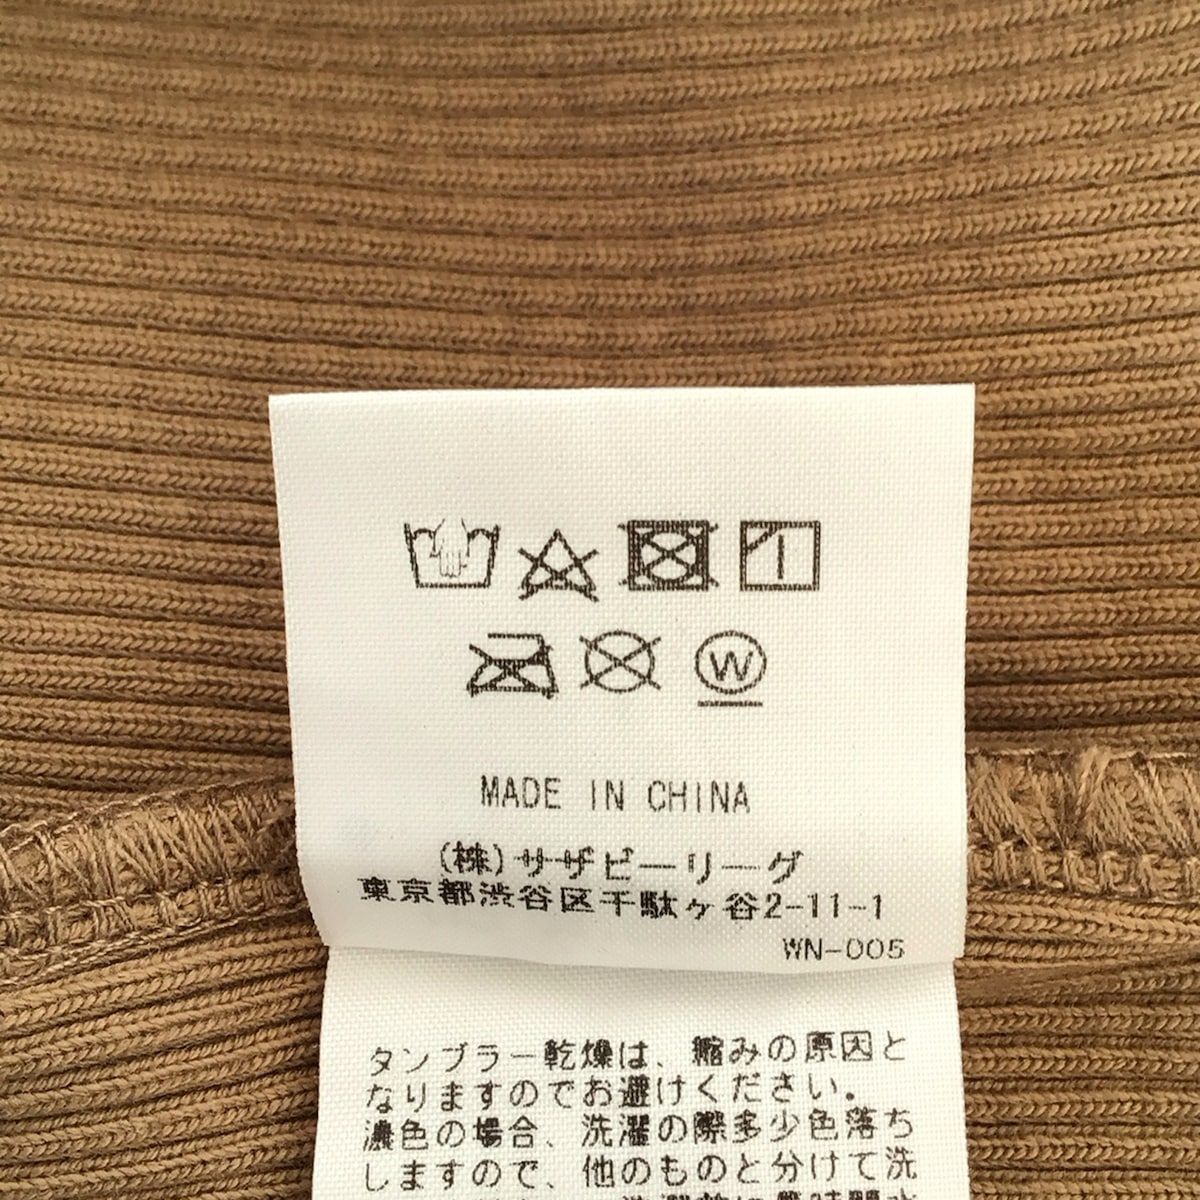 W
MADE IN CHINA
(株)サザビーリーグ
東京都渋谷区千駄ヶ谷2-11-1
WN-005
タンブラー乾燥は、縮みの原因と
なりますのでお避けください。
濃色の場合、洗濯の際多少色落ち
しますので、他のものと分けて洗